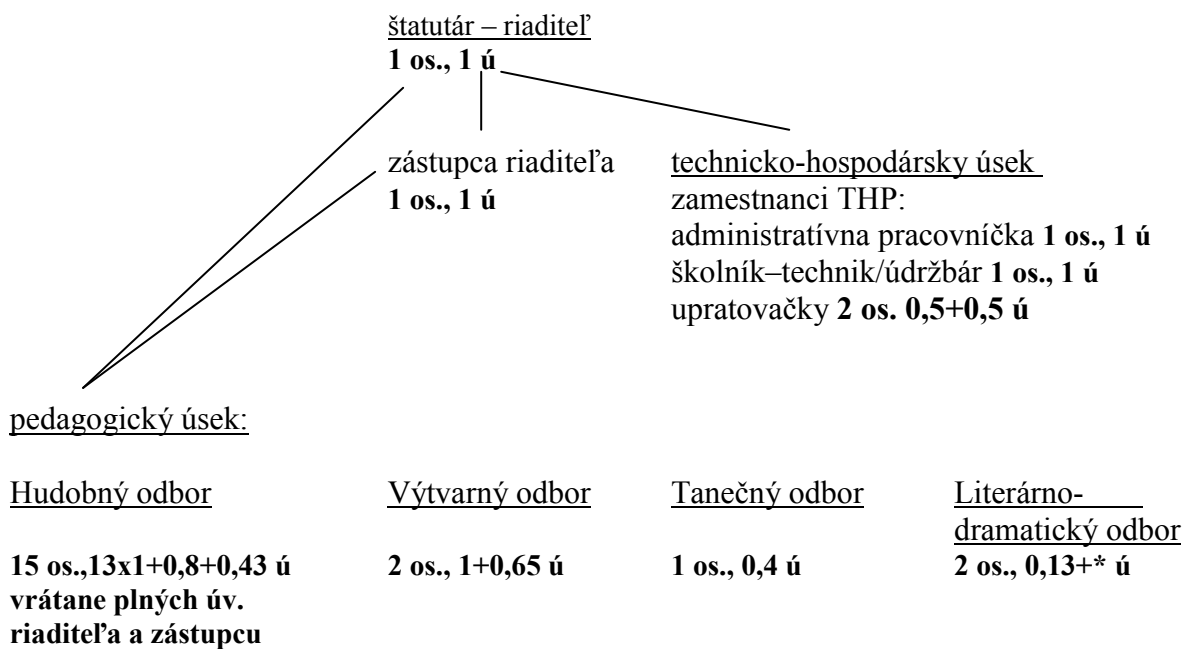 štatutár – riaditeľ
1 os., 1 ú
zástupca riaditeľa
1 os., 1 ú
technicko-hospodársky úsek
zamestnanci THP:
administratívna pracovníčka 1 os., 1 ú
školník–technik/údržbár 1 os., 1 ú
upratovačky 2 os. 0,5+0,5 ú
pedagogický úsek:
Hudobný odbor
15 os.,13x1+0,8+0,43 ú
vrátane plných úv.
riaditeľa a zástupcu
Výtvarný odbor
2 os., 1+0,65 ú
Tanečný odbor
1 os., 0,4 ú
Literárno-
dramatický odbor
2 os., 0,13+* ú